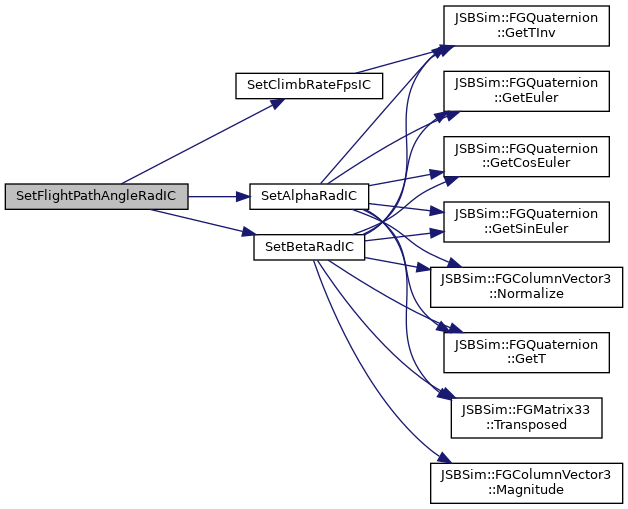 SetFlightPathAngleRadIC
SetClimbRateFpsIC
SetAlphaRadIC
SetBetaRadIC
JSBSim::FGQuaternion
::GetTInv
JSBSim::FGQuaternion
::GetEuler
JSBSim::FGQuaternion
::GetCosEuler
JSBSim::FGQuaternion
::GetSinEuler
JSBSim::FGColumnVector3
::Normalize
JSBSim::FGQuaternion
::GetT
JSBSim::FGMatrix33
::Transposed
JSBSim::FGColumnVector3
::Magnitude